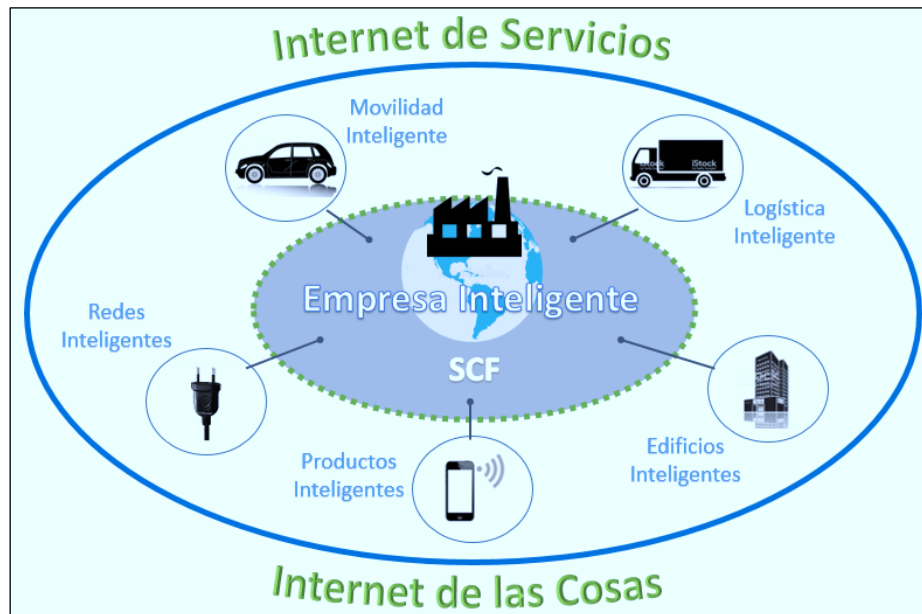 Internet de Servicios
Movilidad
Inteligente
iStock
Logística
Inteligente
Empresa Inteligente
Redes
Inteligentes
SCF
Edificios
Inteligentes
Productos
Inteligentes
Internet de las Cosas